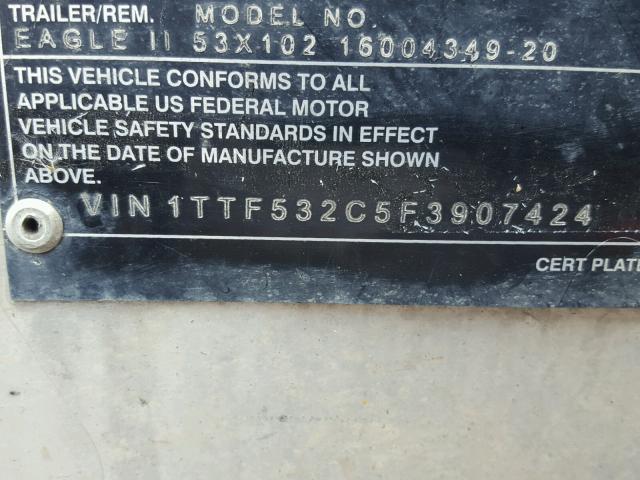 TRAILER/REM. MODEL NO.
EAGLE II 53X102 16004349-20
THIS VEHICLE CONFORMS TO ALL
APPLICABLE US FEDERAL MOTOR
VEHICLE SAFETY STANDARDS IN EFFECT
ON THE DATE OF MANUFACTURE SHOWN
ABOVE.
VIN 1TTF532C5F3907424
CERT PLATE